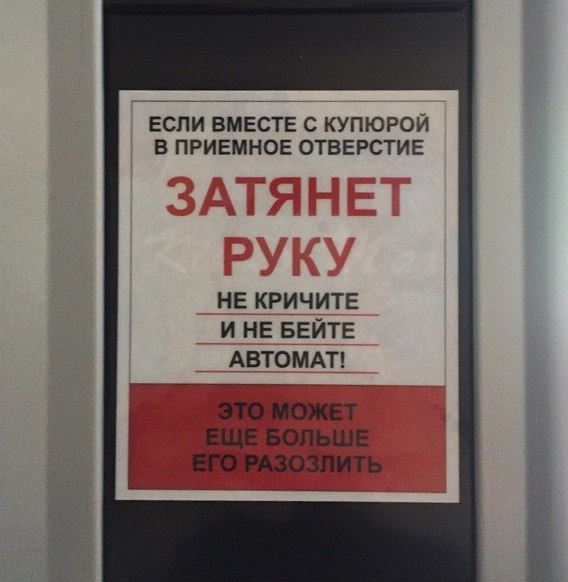 ЕСЛИ ВМЕСТЕ С КУПЮРОЙ
В ПРИЕМНОЕ ОТВЕРСТИЕ
ЗАТЯНЕТ
РУКУ
НЕ КРИЧИТЕ
И НЕ БЕЙТЕ
АВТОМАТ!
ЭТО МОЖЕТ
ЕЩЕ БОЛЬШЕ
ЕГО РАЗОЗЛИТЬ